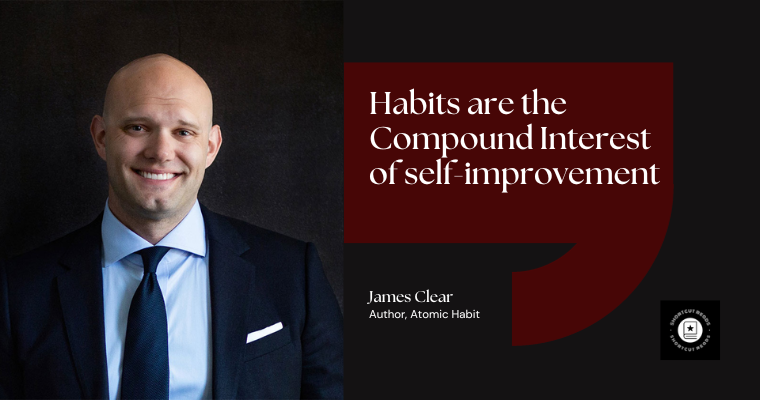 Habits are the
Compound Interest
of self-improvement
James Clear
Author, Atomic Habit